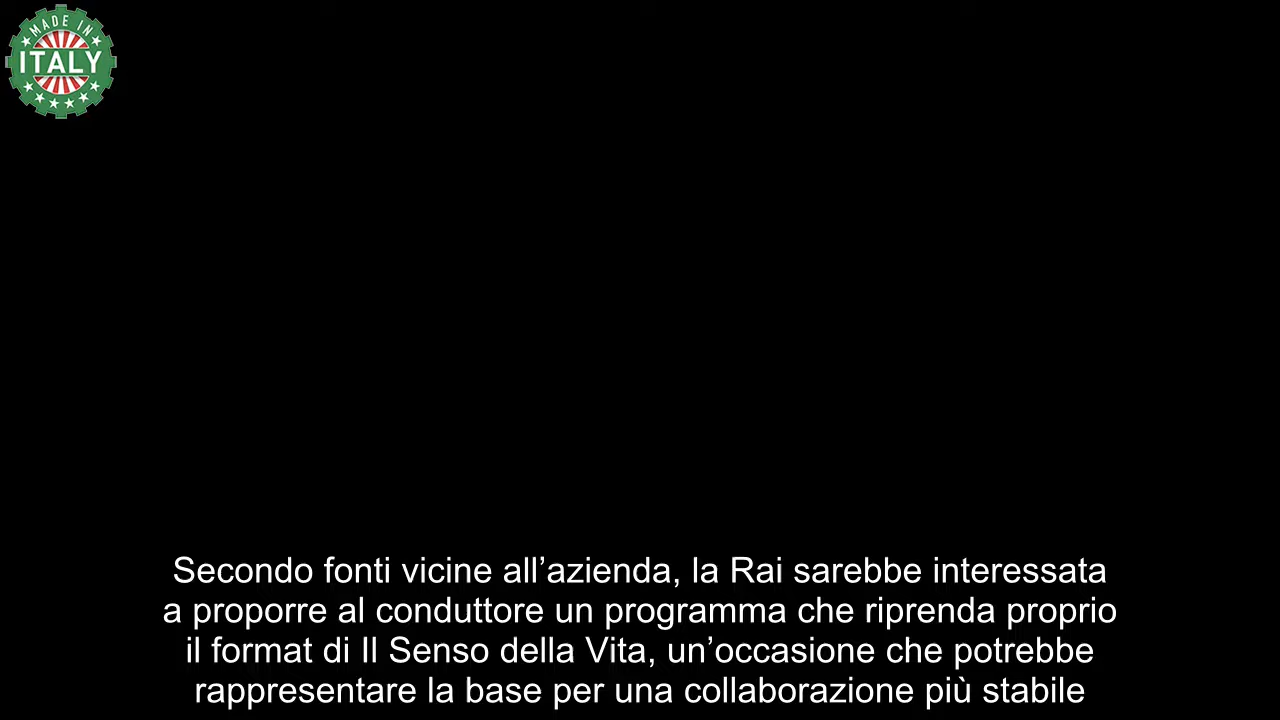 MADE IN
ITALY
Secondo fonti vicine all’azienda, la Rai sarebbe interessata
a proporre al conduttore un programma che riprenda proprio
il format di Il Senso della Vita, un’occasione che potrebbe
rappresentare la base per una collaborazione più stabile